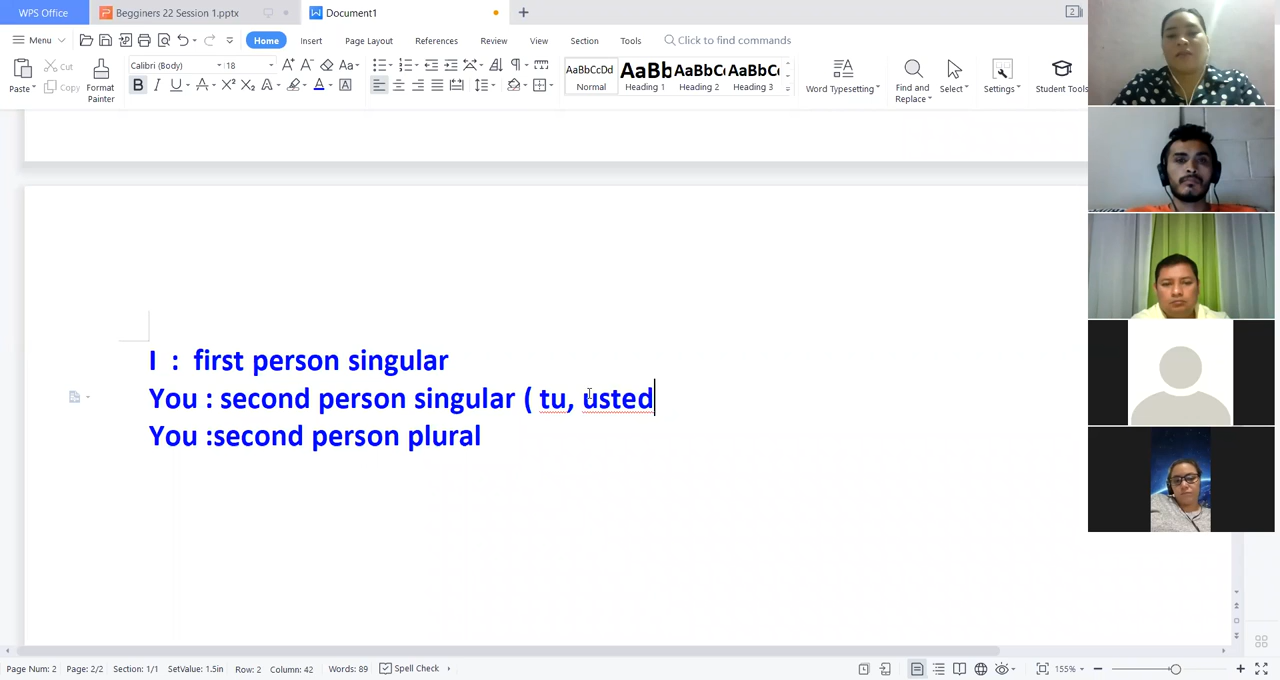 WPS Office Begginers 22 Session 1.pptx Document1 2
Menu Home Insert Page Layout References Review View Section Tools Click to find commands
Paste Cut Copy Format Painter Calibri (Body) 18 AaBbCcDd Normal AaBb Heading 1 AaBbC Heading 2 AaBbC Heading 3 Word Typesetting Find and Replace Select Settings Student Tools
I : first person singular
You : second person singular ( tu, usted
You :second person plural
Page Num: 2 Page: 2/2 Section: 1/1 SetValue: 1.5in Row: 2 Column: 42 Words: 89 Spell Check 155%